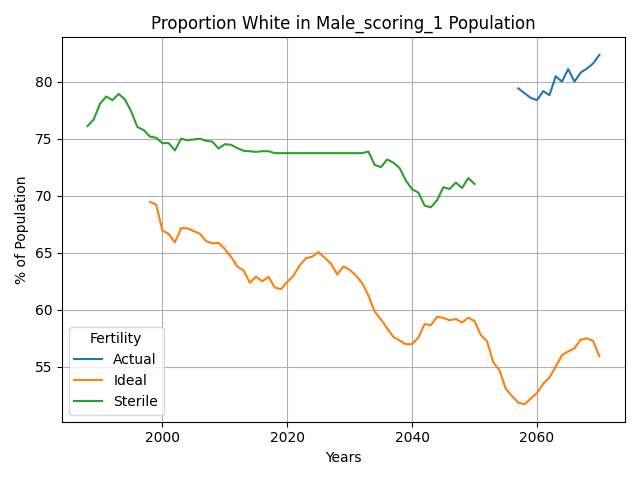 Proportion White in Male_scoring_1 Population
% of Population
80
75
70
65
60
55
Fertility
Actual
Ideal
Sterile
2000
2020
2040
2060
Years